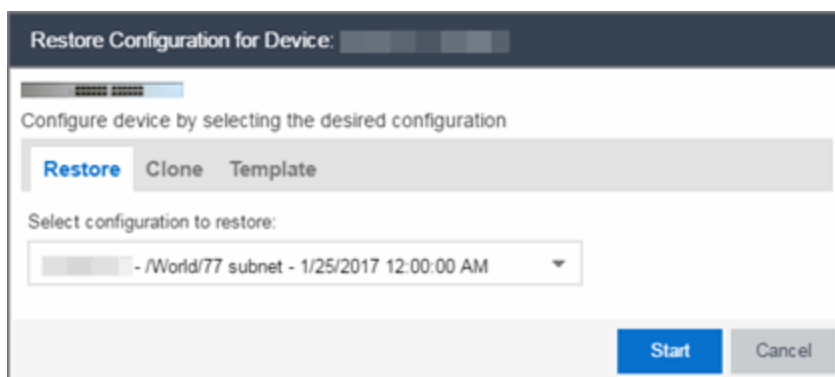 Restore Configuration for Device:
Configure device by selecting the desired configuration
Restore Clone Template
Select configuration to restore:
- /World/77 subnet - 1/25/2017 12:00:00 AM
Start Cancel